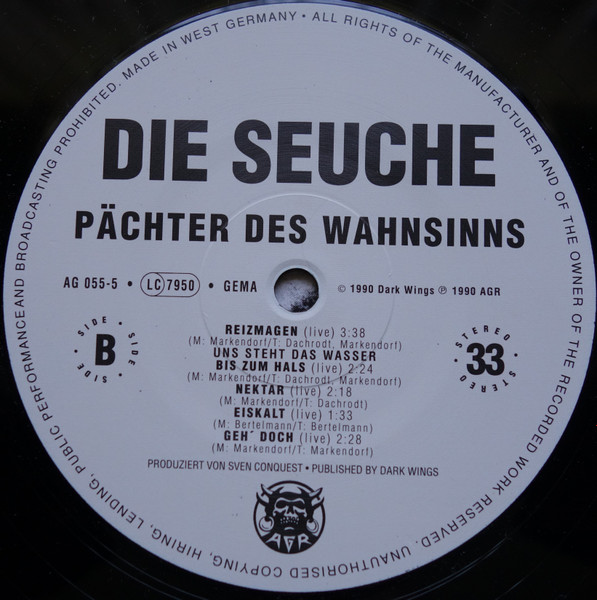 MADE IN WEST GERMANY • ALL RIGHTS OF THE MANUFACTURER AND OF THE OWNER OF THE RECORDED WORK RESERVED. UNAUTHORISED COPYING, HIRING, LENDING, PUBLIC PERFORMANCE AND BROADCASTING PROHIBITED.
DIE SEUCHE
PÄCHTER DES WAHNSINNS
AG 055-5 • LC 7950 • GEMA
© 1990 Dark Wings ℗ 1990 AGR
SIDE • SIDE • SIDE • SIDE •
B
STEREO • STEREO •
33
REIZMAGEN (live) 3:38
(M: Markendorf/T: Dachrodt, Markendorf)
UNS STEHT DAS WASSER
BIS ZUM HALS (live) 2:24
(M: Markendorf/T: Dachrodt, Markendorf)
NEKTAR (live) 2:18
(M: Markendorf/T: Dachrodt)
EISKALT (live) 1:33
(M: Bertelmann/T: Bertelmann)
GEH´ DOCH (live) 2:28
(M: Markendorf/T: Markendorf)
PRODUZIERT VON SVEN CONQUEST • PUBLISHED BY DARK WINGS
AGR